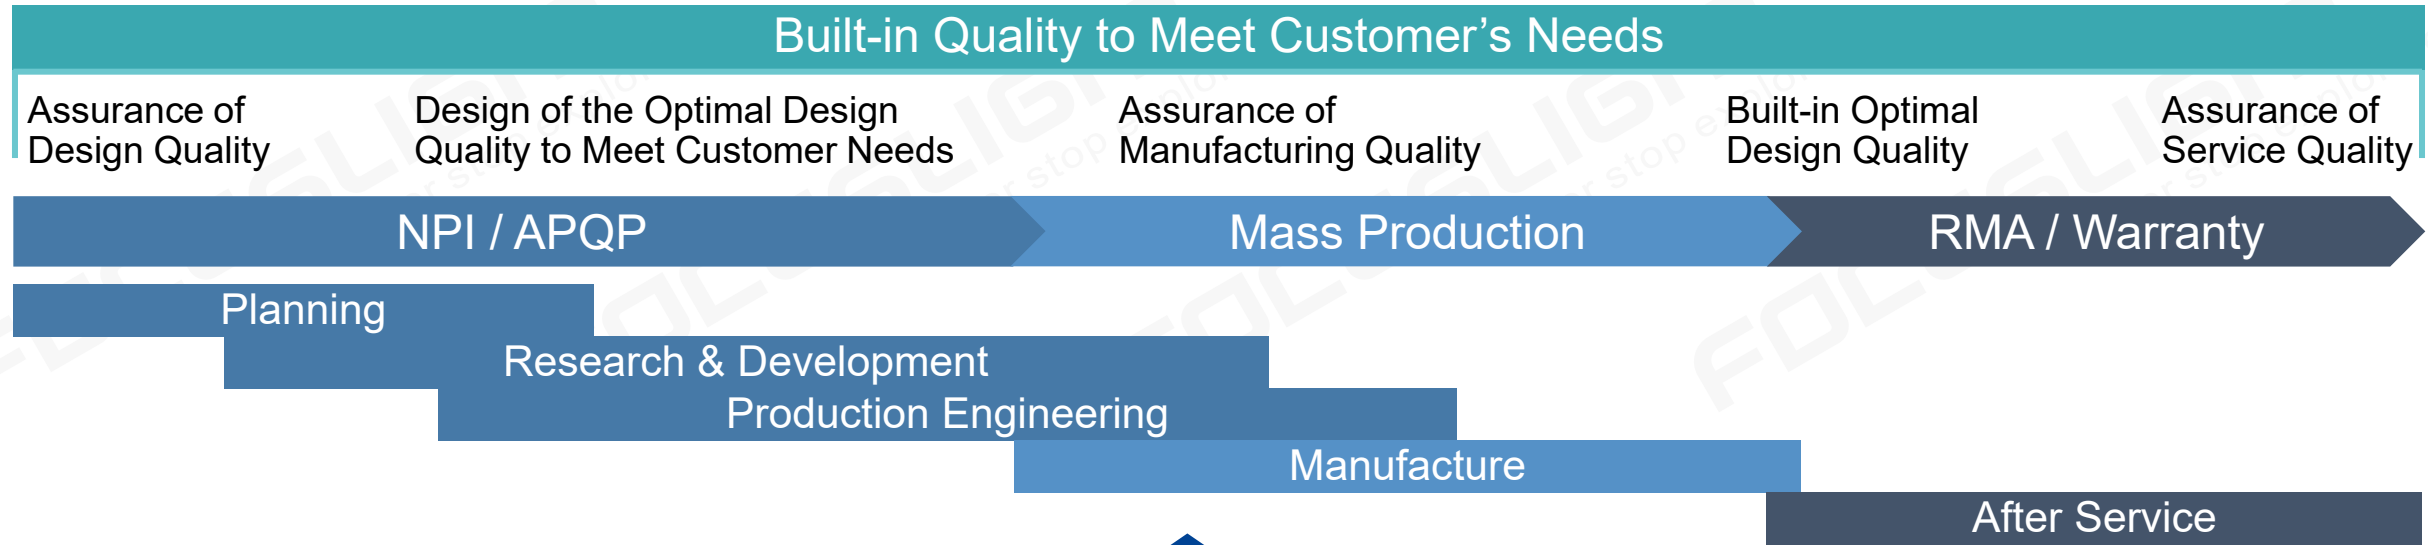 Built-in Quality to Meet Customer’s Needs
Assurance of
Design Quality
Design of the Optimal Design
Quality to Meet Customer Needs
Assurance of
Manufacturing Quality
Built-in Optimal
Design Quality
Assurance of
Service Quality
NPI / APQP
Mass Production
RMA / Warranty
Planning
Research & Development
Production Engineering
Manufacture
After Service